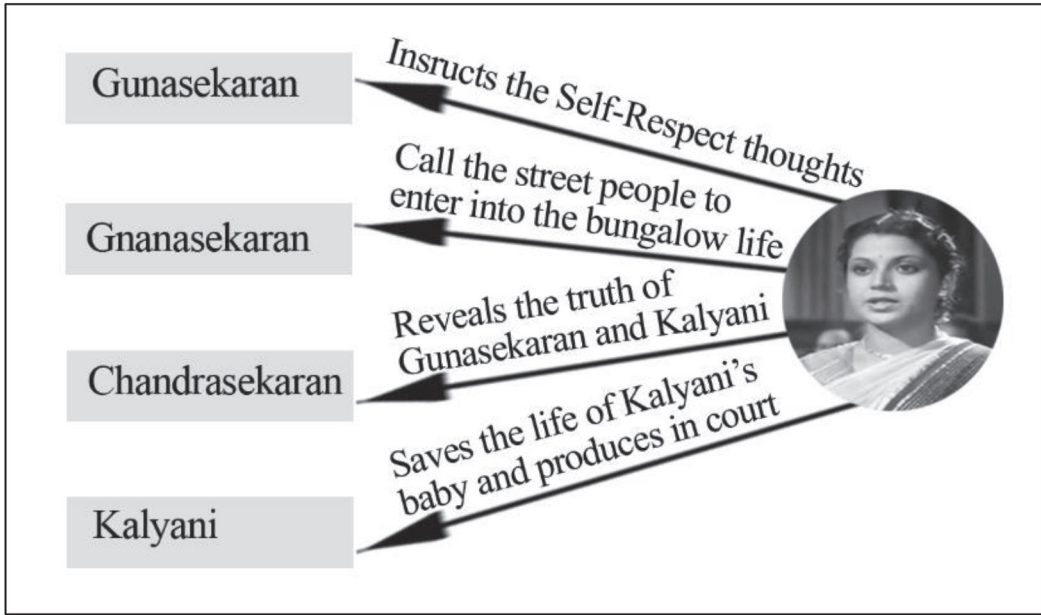 Gunasekaran
Insructs the Self-Respect thoughts
Gnanasekaran
Call the street people to
enter into the bungalow life
Chandrasekaran
Reveals the truth of
Gunasekaran and Kalyani
Kalyani
Saves the life of Kalyani’s
baby and produces in court